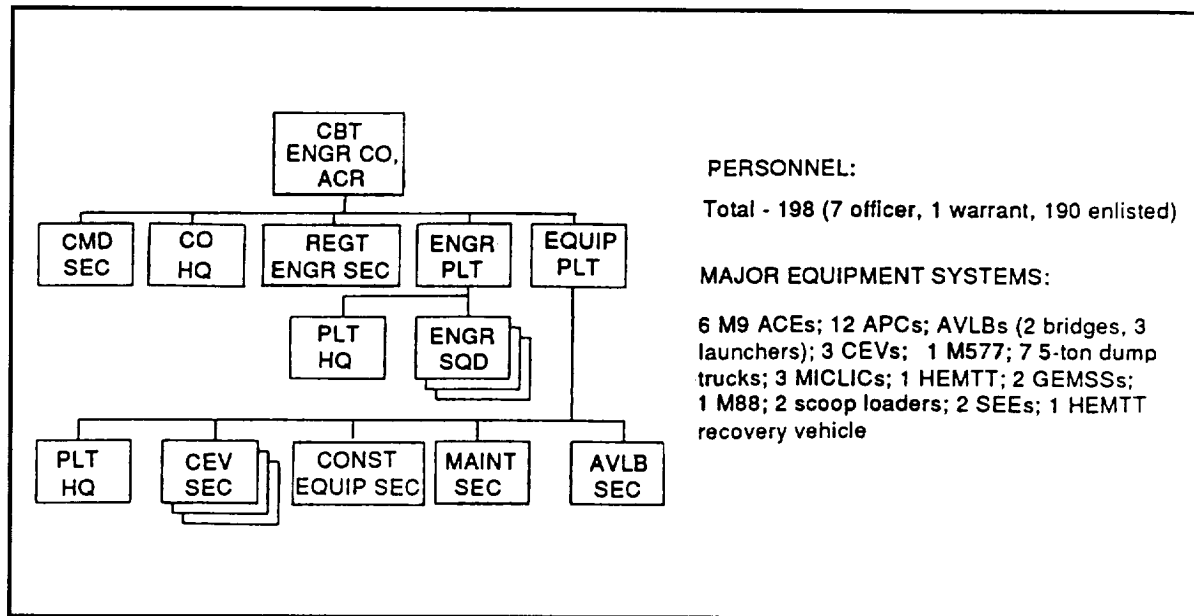 CBT
ENGR CO,
ACR
CMD
SEC
CO
HQ
REGT
ENGR SEC
ENGR
PLT
EQUIP
PLT
PLT
HQ
ENGR
SQD
PLT
HQ
CEV
SEC
CONST
EQUIP SEC
MAINT
SEC
AVLB
SEC
PERSONNEL:
Total - 198 (7 officer, 1 warrant, 190 enlisted)
MAJOR EQUIPMENT SYSTEMS:
6 M9 ACEs; 12 APCs; AVLBs (2 bridges, 3
launchers); 3 CEVs; 1 M577; 7 5-ton dump
trucks; 3 MICLICs; 1 HEMTT; 2 GEMSSs;
1 M88; 2 scoop loaders; 2 SEEs; 1 HEMTT
recovery vehicle